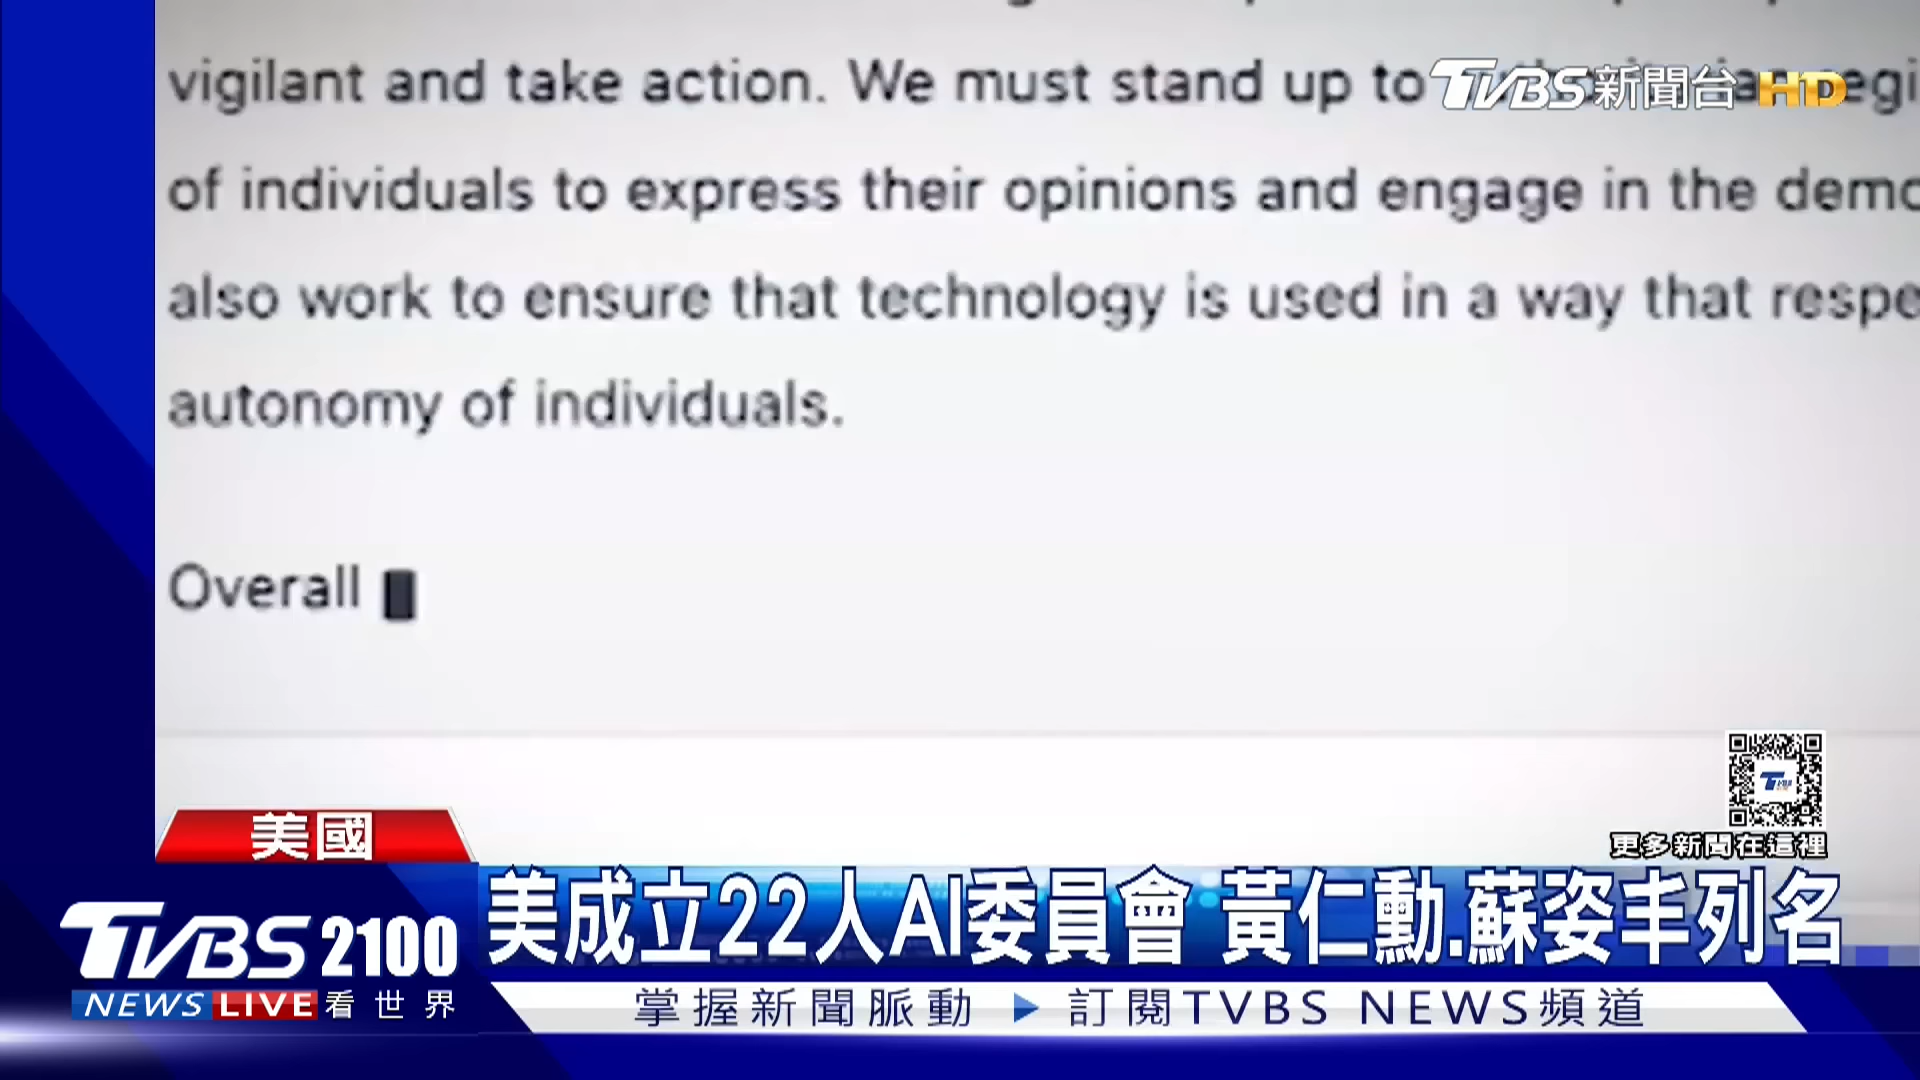 vigilant and take action. We must stand up to
TVBS新聞台 HD
of individuals to express their opinions and engage in the demo
also work to ensure that technology is used in a way that respe
autonomy of individuals.
Overall
更多新聞在這裡
美國
美成立22人AI委員會 黃仁勳.蘇姿丰列名
TVBS 2100
NEWS LIVE 看世界
掌握新聞脈動 ▶ 訂閱TVBS NEWS頻道